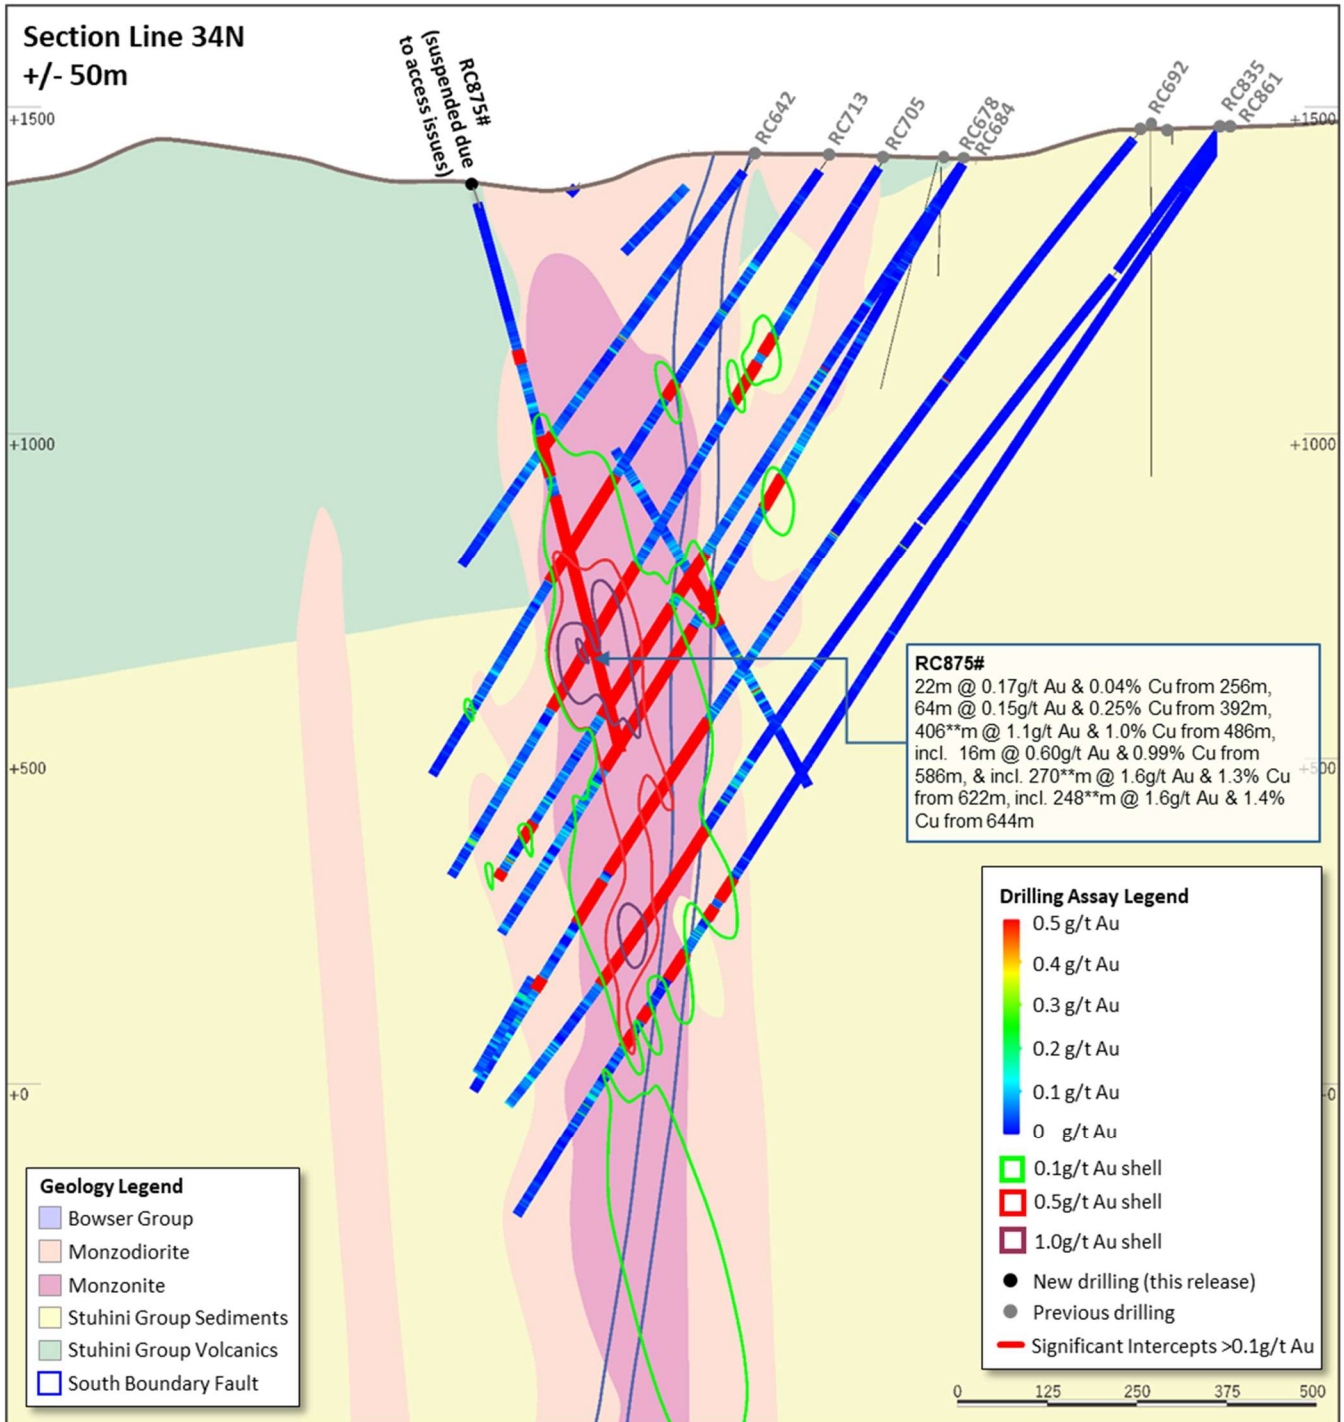 Section Line 34N
+/- 50m
RC875#
(suspended due
to access issues)
RC642
RC713
RC705
RC678
RC684
RC692
RC835
RC861
+1500
+1500
+1000
+1000
+500
+500
+0
-0
RC875#
22m @ 0.17g/t Au & 0.04% Cu from 256m,
64m @ 0.15g/t Au & 0.25% Cu from 392m,
406**m @ 1.1g/t Au & 1.0% Cu from 486m,
incl. 16m @ 0.60g/t Au & 0.99% Cu from
586m, & incl. 270**m @ 1.6g/t Au & 1.3% Cu
from 622m, incl. 248**m @ 1.6g/t Au & 1.4%
Cu from 644m
Drilling Assay Legend
0.5 g/t Au
0.4 g/t Au
0.3 g/t Au
0.2 g/t Au
0.1 g/t Au
0 g/t Au
0.1g/t Au shell
0.5g/t Au shell
1.0g/t Au shell
New drilling (this release)
Previous drilling
Significant Intercepts >0.1g/t Au
Geology Legend
Bowser Group
Monzodiorite
Monzonite
Stuhini Group Sediments
Stuhini Group Volcanics
South Boundary Fault
0 125 250 375 500